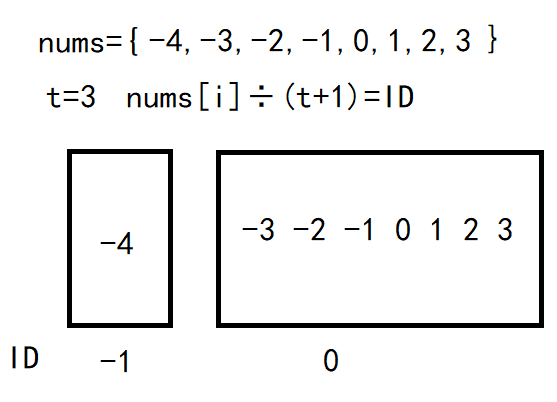 nums={ -4, -3, -2, -1, 0, 1, 2, 3 }
t=3 nums[i]÷(t+1)=ID
-4
-3 -2 -1 0 1 2 3
ID -1 0